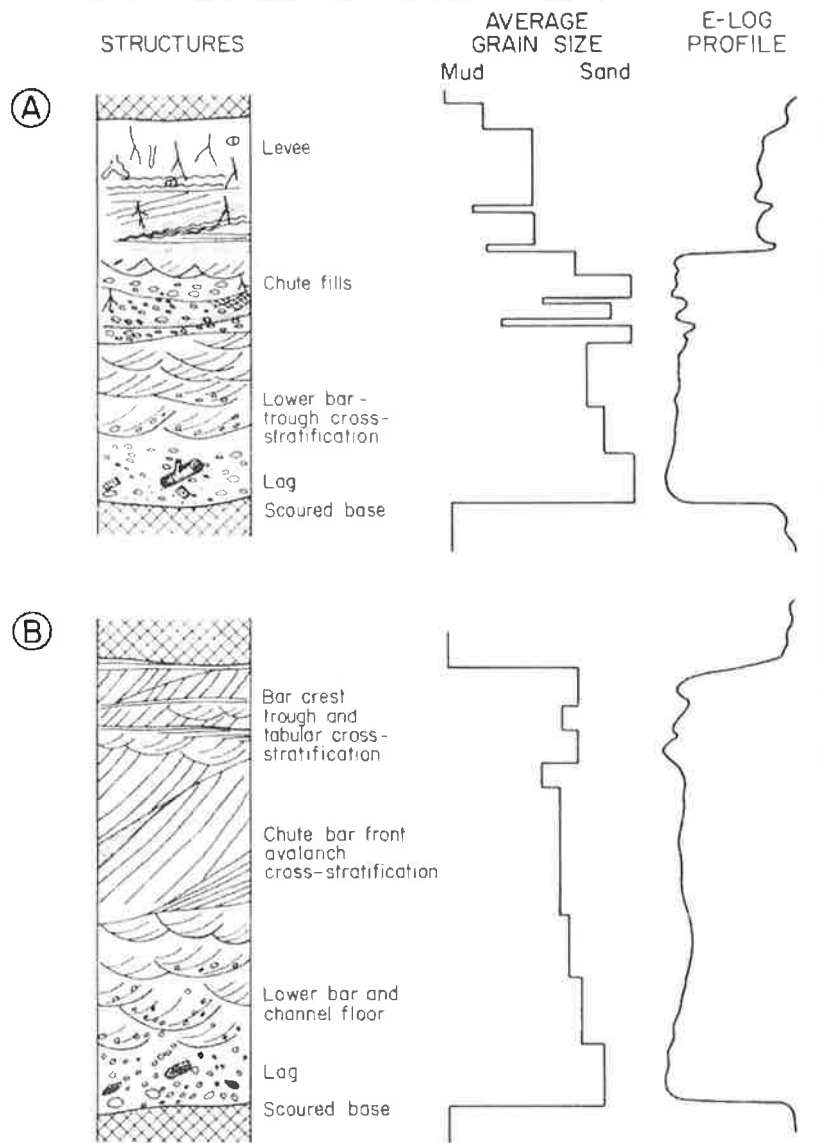 STRUCTURES
AVERAGE
GRAIN SIZE
E-LOG
PROFILE
Mud
Sand
A
Levee
Chute fills
Lower bar-
trough cross-
stratification
Lag
Scoured base
B
Bar crest
trough and
tabular cross-
stratification
Chute bar front
avalanch
cross-stratification
Lower bar and
channel floor
Lag
Scoured base